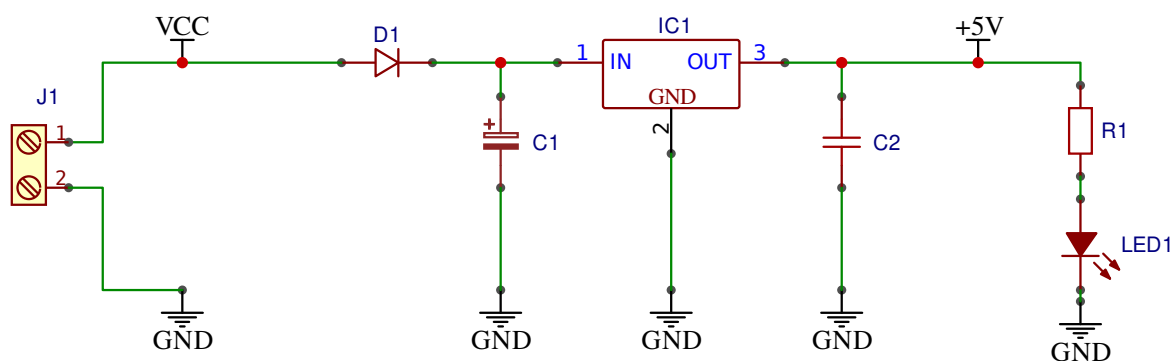 VCC
D1
IC1
+5V
1
IN
OUT
3
GND
2
J1
1
2
+
C1
C2
R1
LED1
GND
GND
GND
GND
GND